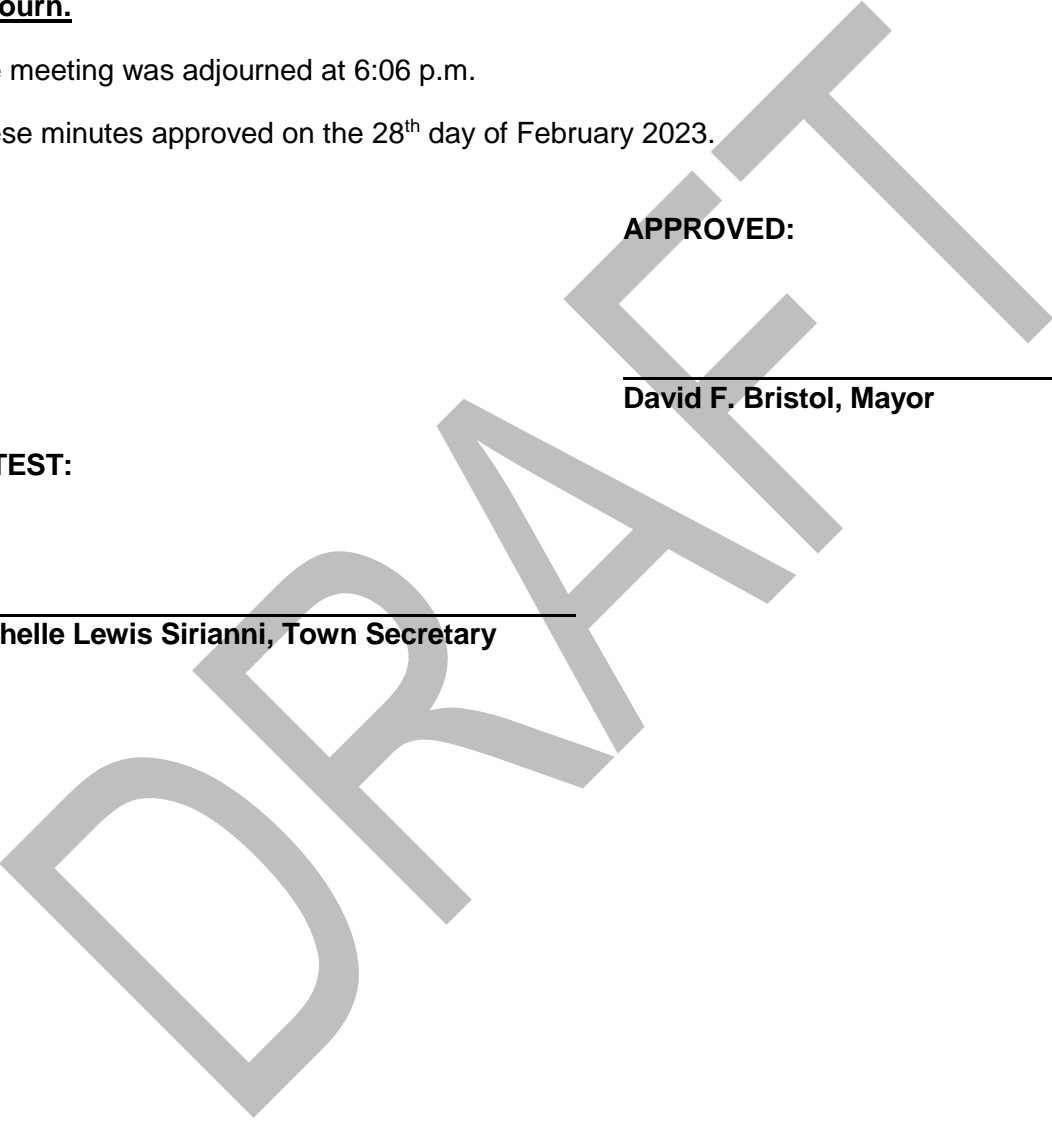 ourn.
e meeting was adjourned at 6:06 p.m.
ese minutes approved on the 28th day of February 2023.
APPROVED:
David F. Bristol, Mayor
TEST:
helle Lewis Sirianni, Town Secretary
DRAFT